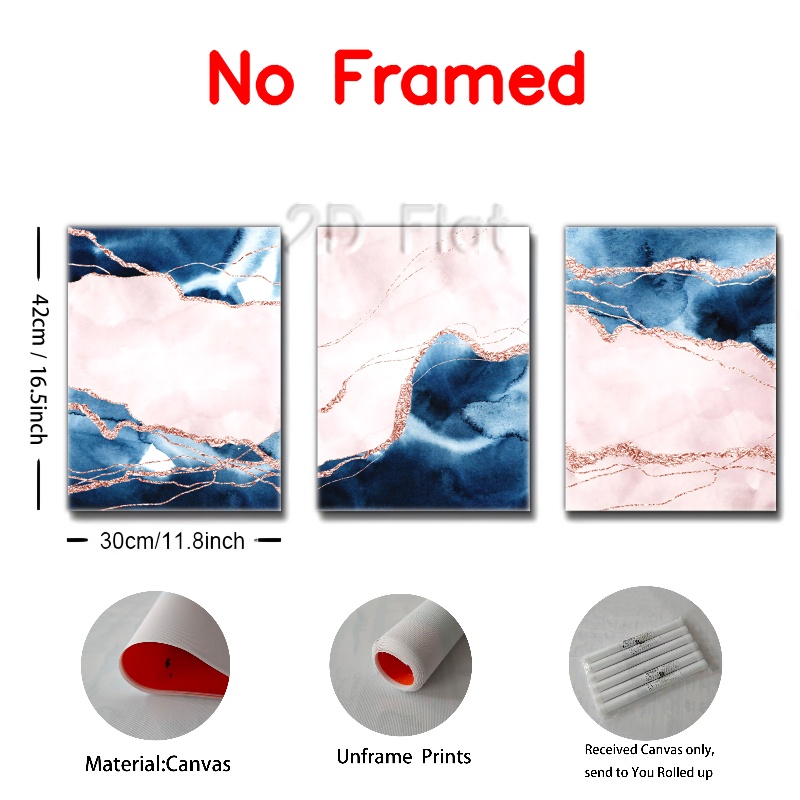 No Framed
2D Flat
42cm / 16.5inch
30cm/11.8inch
Material:Canvas
Unframe Prints
Received Canvas only,
send to You Rolled up